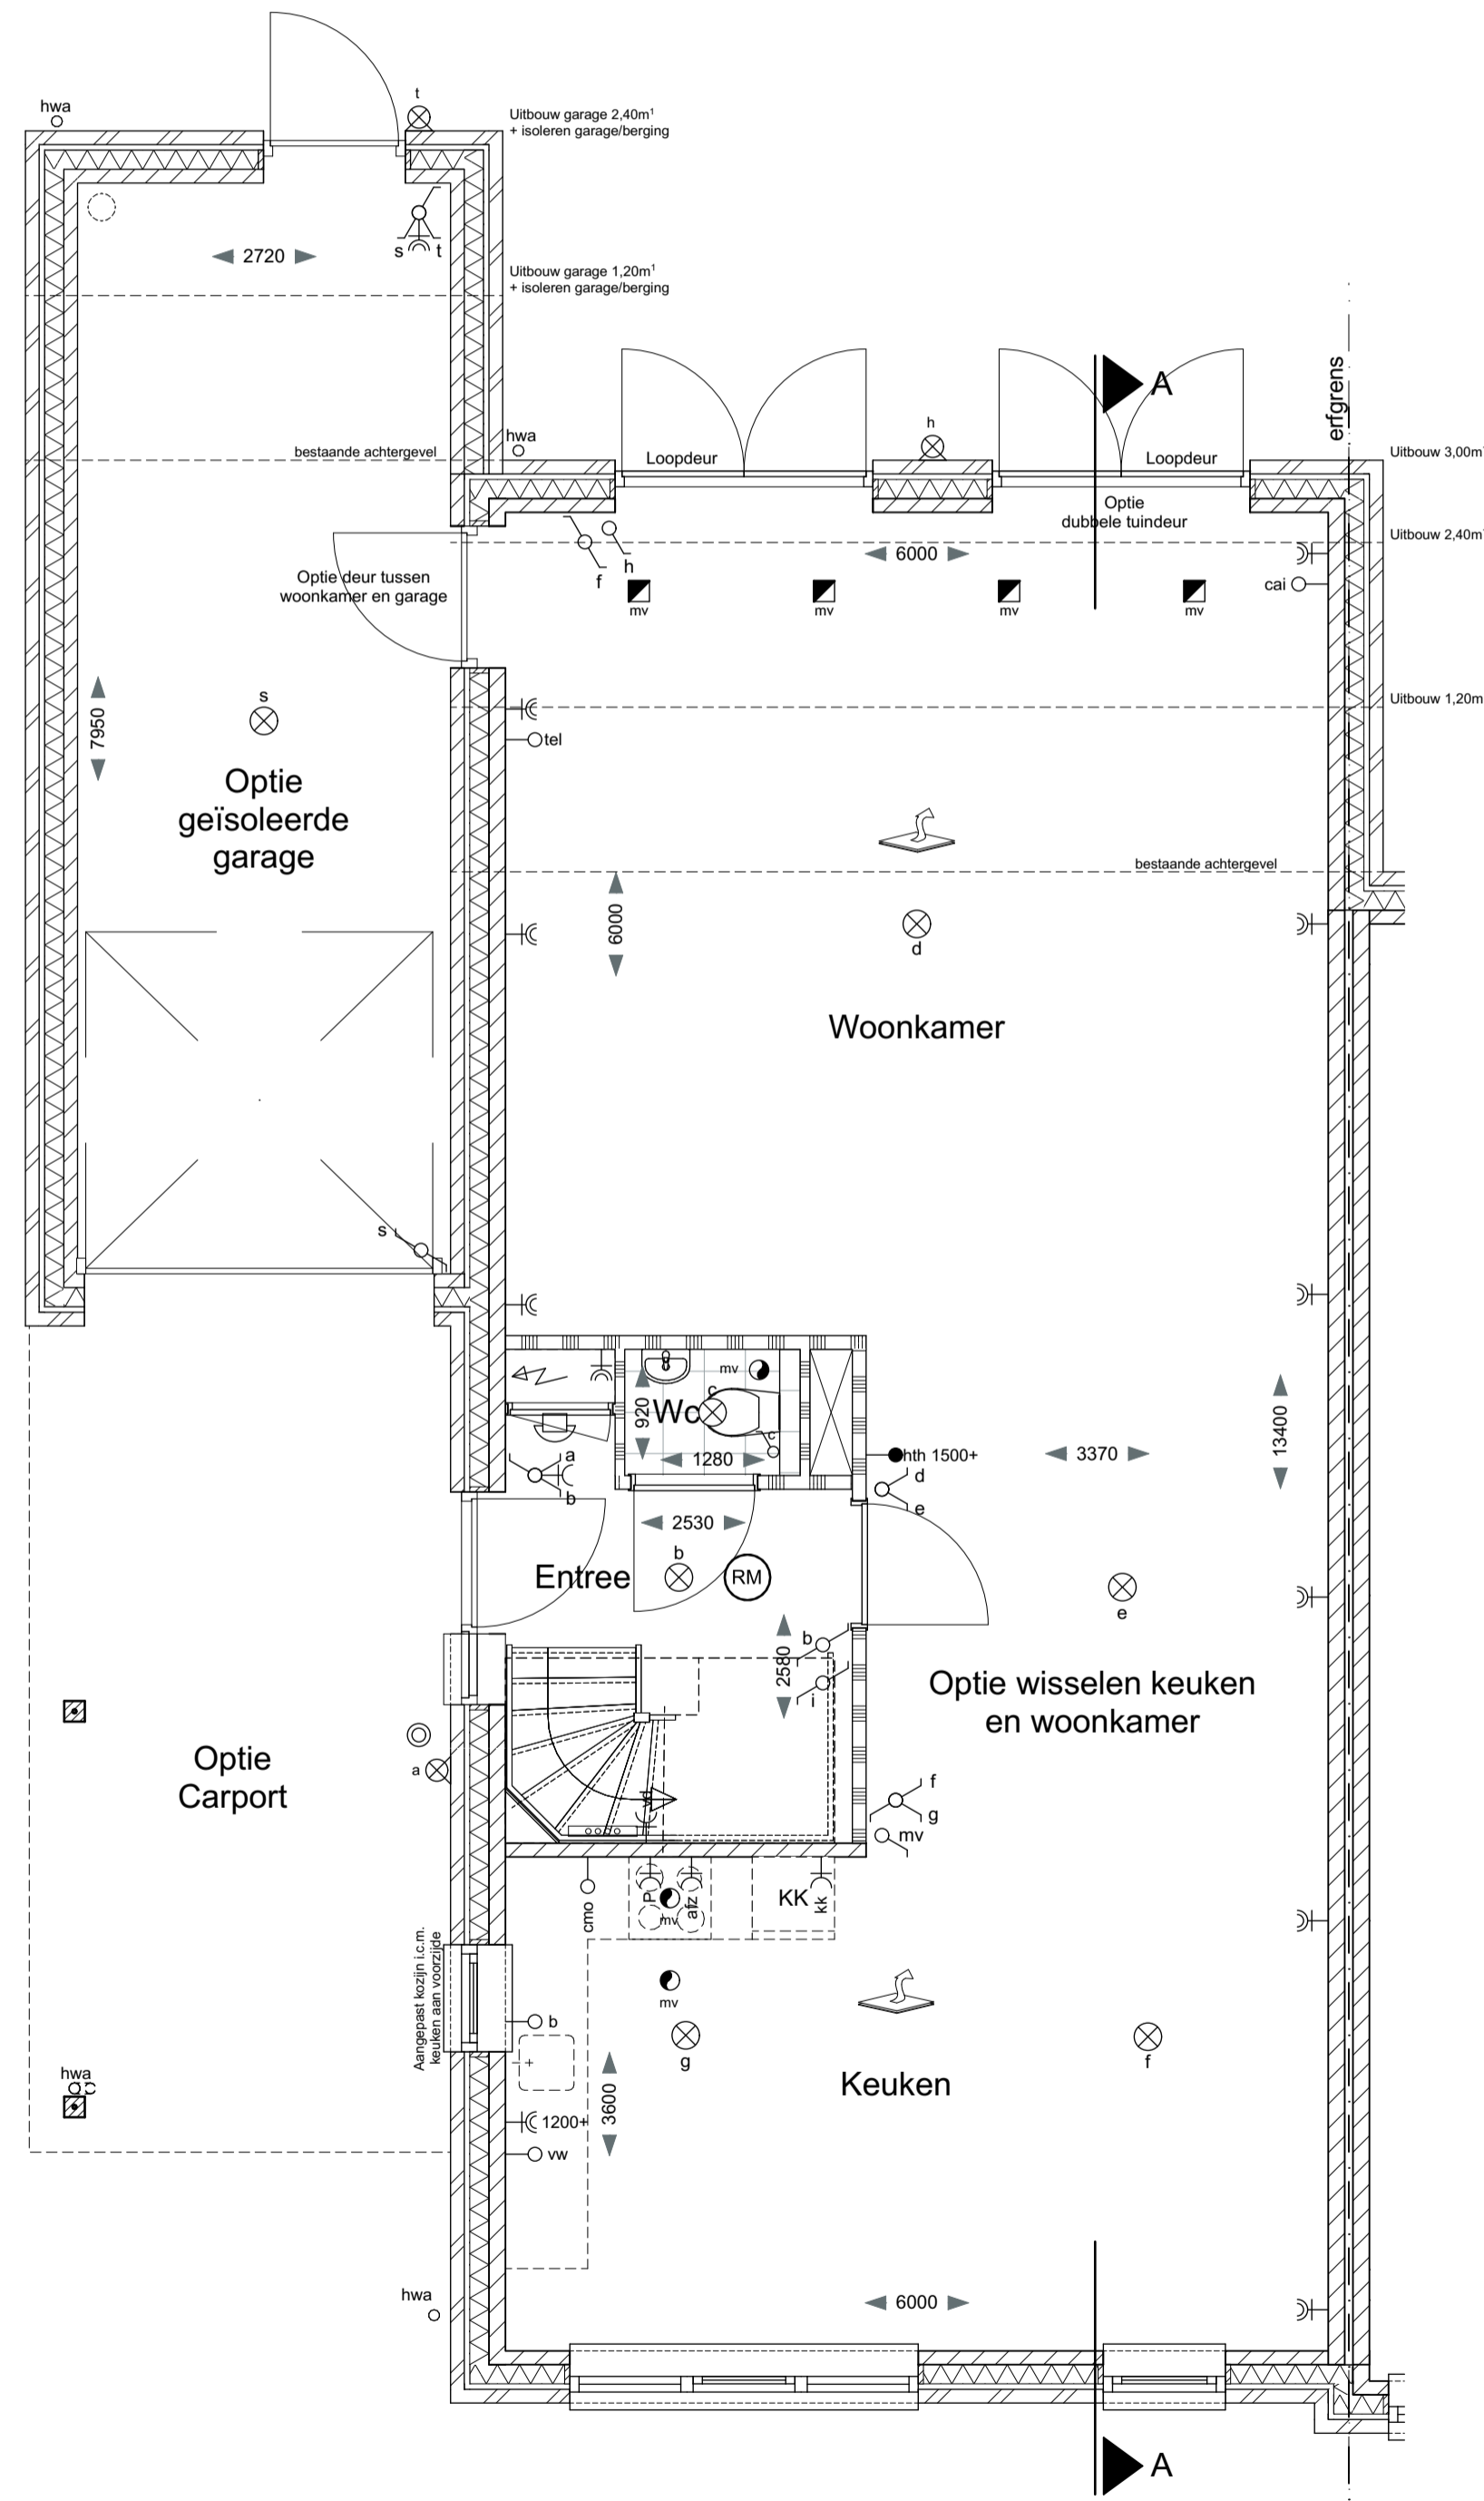 hwa
t
Uitbouw garage 2,40m¹
+ isoleren garage/berging
s t
2720
Uitbouw garage 1,20m¹
+ isoleren garage/berging
A
erfgrens
h
hwa
bestaande achtergevel
Loopdeur
Loopdeur
Uitbouw 3,00m
Optie
dubbele tuindeur
Uitbouw 2,40m
6000
h
f
Optie deur tussen
woonkamer en garage
mv
mv
mv
mv
cai
s
7950
Uitbouw 1,20m
tel
Optie
geïsoleerde
garage
bestaande achtergevel
6000
d
Woonkamer
s
mv
c
920
Wc
c
1280
a
b
hth 1500+
d
e
3370
13400
2530
b
Entree
RM
e
b
2580
i
Optie wisselen keuken
en woonkamer
Optie
Carport
a
f
g
mv
cmo
P
mv
afz
KK
kk
Aangepast kozijn i.c.m.
keuken aan voorzijde
mv
b
g
f
Keuken
hwa
3600
1200+
vw
hwa
6000
A